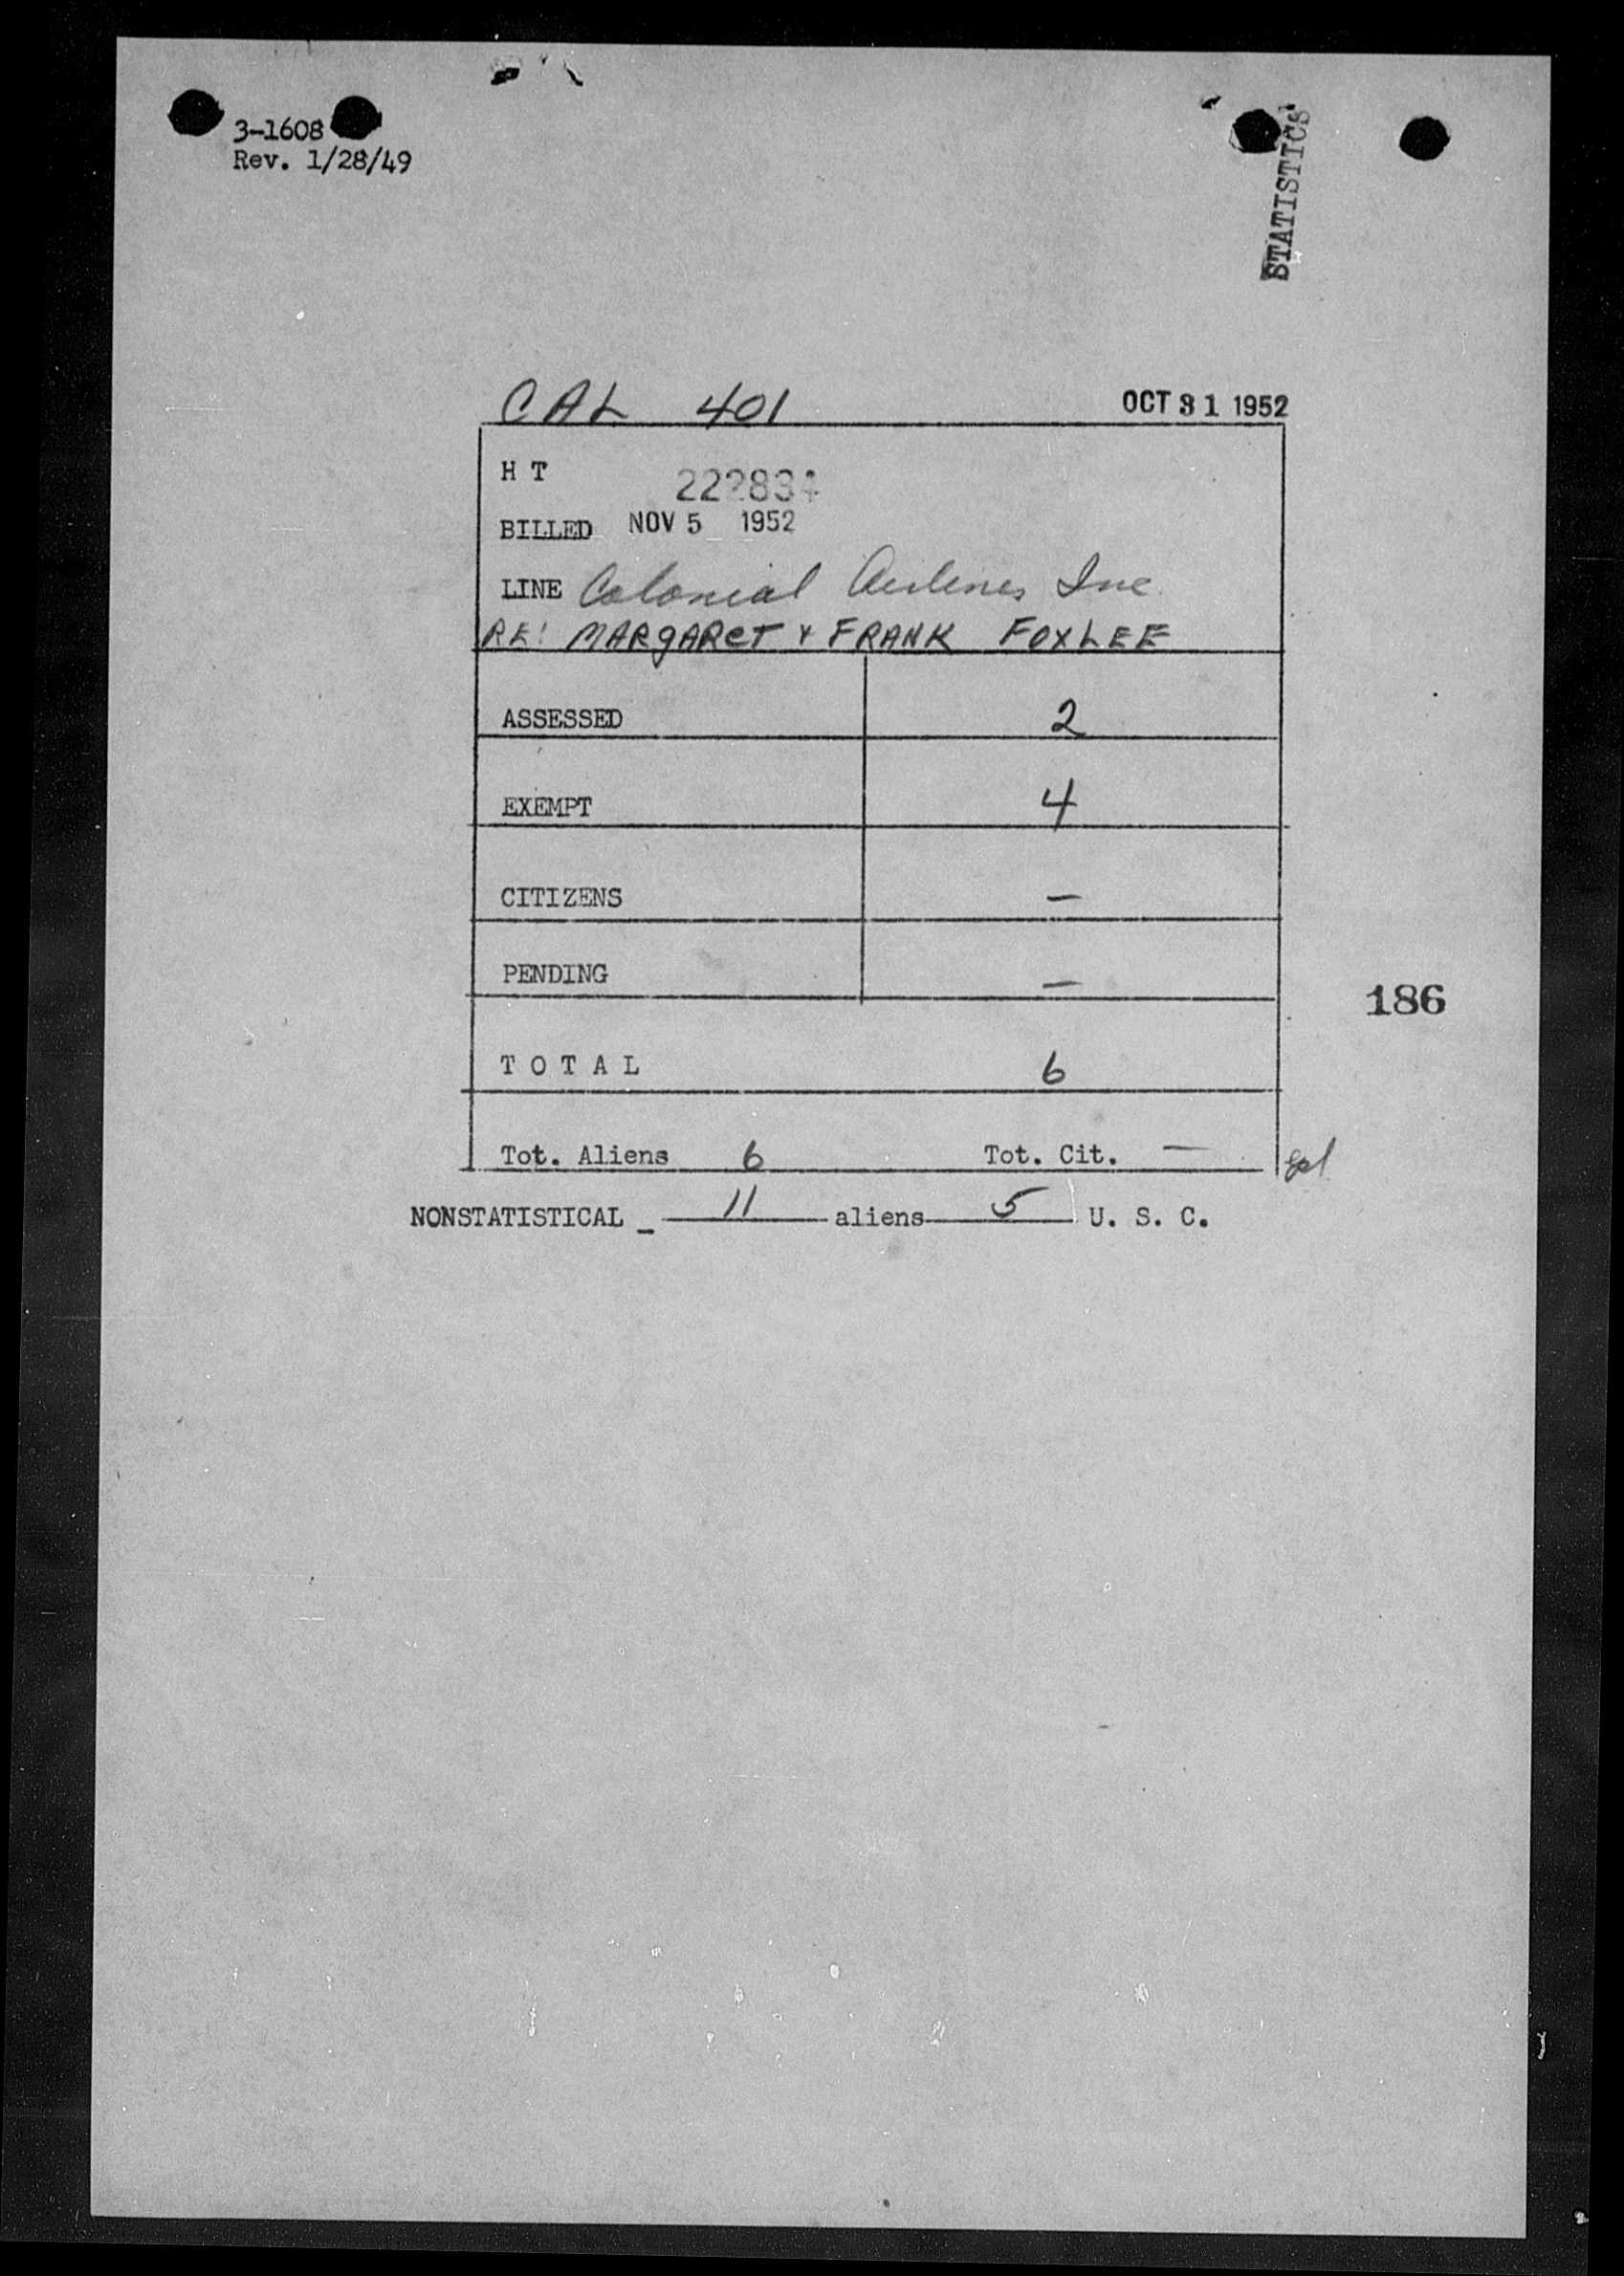 3-1608
Rev. 1/28/49
STATISTICS
CAL 401 OCT 31 1952
H T 222834
BILLED NOV 5 1952
LINE Colonial Airlines Inc.
RE: MARGARET & FRANK FOXLEE
ASSESSED 2
EXEMPT 4
CITIZENS —
PENDING —
186
T O T A L 6
Tot. Aliens 6 Tot. Cit. —
NONSTATISTICAL _ 11 aliens 5 U. S. C.